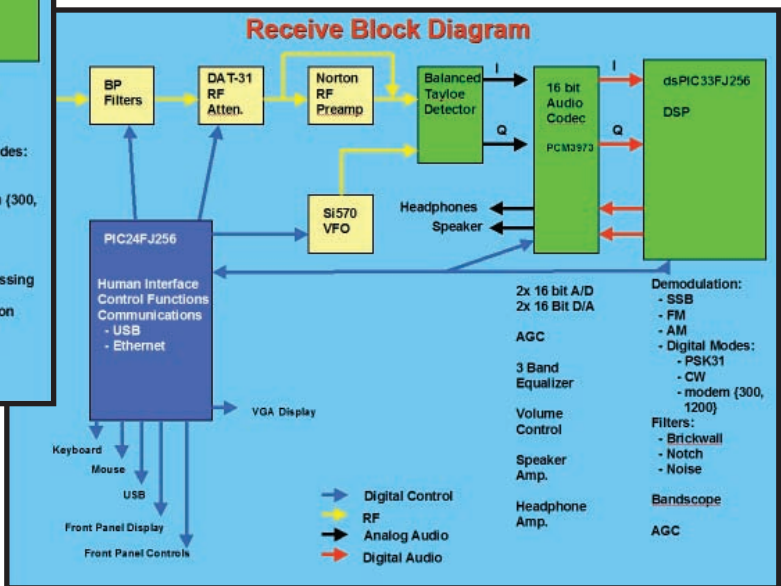 des:
{300,
ssing
on
Receive Block Diagram
BP
Filters
DAT-31
RF
Atten.
Norton
RF
Preamp
Balanced
Tayloe
Detector
I
Q
16 bit
Audio
Codec
PCM3973
I
Q
dsPIC33FJ256
DSP
Si570
VFO
Headphones
Speaker
PIC24FJ256
Human Interface
Control Functions
Communications
- USB
- Ethernet
VGA Display
Keyboard
Mouse
USB
Front Panel Display
Front Panel Controls
Digital Control
RF
Analog Audio
Digital Audio
2x 16 bit A/D
2x 16 Bit D/A
AGC
3 Band
Equalizer
Volume
Control
Speaker
Amp.
Headphone
Amp.
Demodulation:
- SSB
- FM
- AM
- Digital Modes:
- PSK31
- CW
- modem {300,
1200}
Filters:
- Brickwall
- Notch
- Noise
Bandscope
AGC